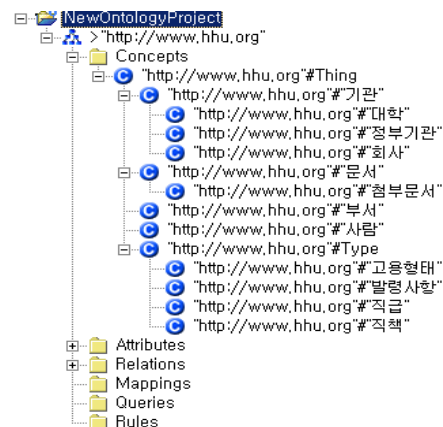 NewOntologyProject
>"http://www.hhu.org"
Concepts
"http://www.hhu.org"#Thing
"http://www.hhu.org"#"기관"
"http://www.hhu.org"#"대학"
"http://www.hhu.org"#"정부기관"
"http://www.hhu.org"#"회사"
"http://www.hhu.org"#"문서"
"http://www.hhu.org"#"첨부문서"
"http://www.hhu.org"#"부서"
"http://www.hhu.org"#"사람"
"http://www.hhu.org"#Type
"http://www.hhu.org"#"고용형태"
"http://www.hhu.org"#"발령사항"
"http://www.hhu.org"#"직급"
"http://www.hhu.org"#"직책"
Attributes
Relations
Mappings
Queries
Rules